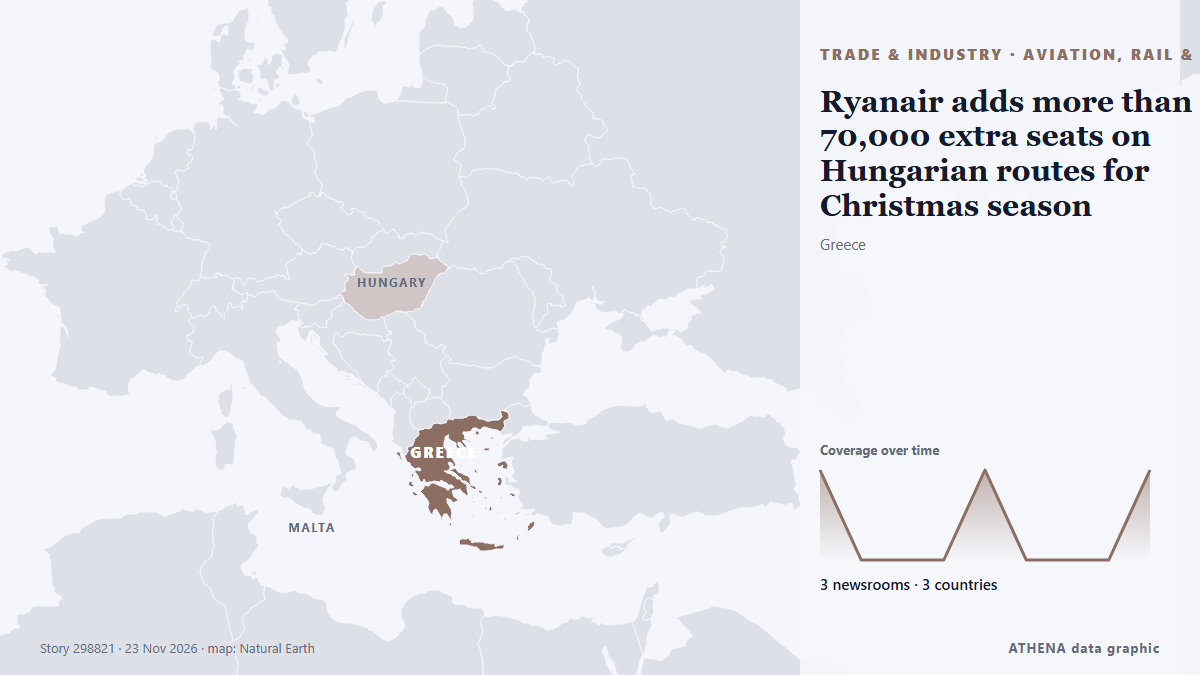 TRADE & INDUSTRY · AVIATION, RAIL &
Ryanair adds more than
70,000 extra seats on
Hungarian routes for
Christmas season
Greece
HUNGARY
GREECE
MALTA
Coverage over time
3 newsrooms · 3 countries
Story 298821 · 23 Nov 2026 · map: Natural Earth
ATHENA data graphic